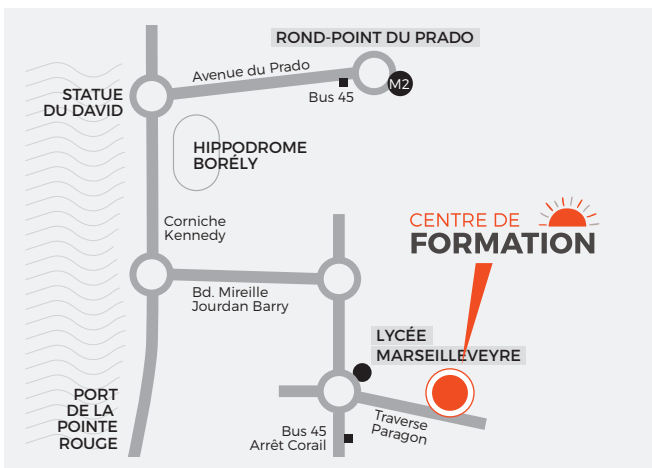 ROND-POINT DU PRADO
Avenue du Prado
M2
STATUE
DU DAVID
Bus 45
HIPPODROME
BORÉLY
Corniche
Kennedy
CENTRE DE
FORMATION
Bd. Mireille
Jourdan Barry
LYCÉE
MARSEILLEVEYRE
PORT
DE LA
POINTE
ROUGE
Traverse
Paragon
Bus 45
Arrêt Corail